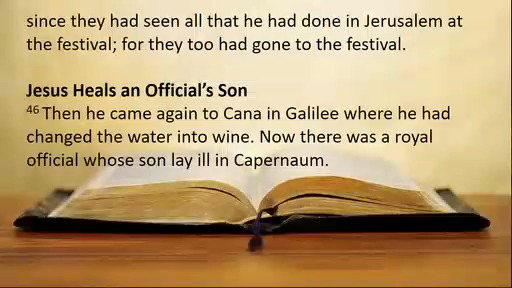 since they had seen all that he had done in Jerusalem at
the festival; for they too had gone to the festival.
Jesus Heals an Official’s Son
46 Then he came again to Cana in Galilee where he had
changed the water into wine. Now there was a royal
official whose son lay ill in Capernaum.